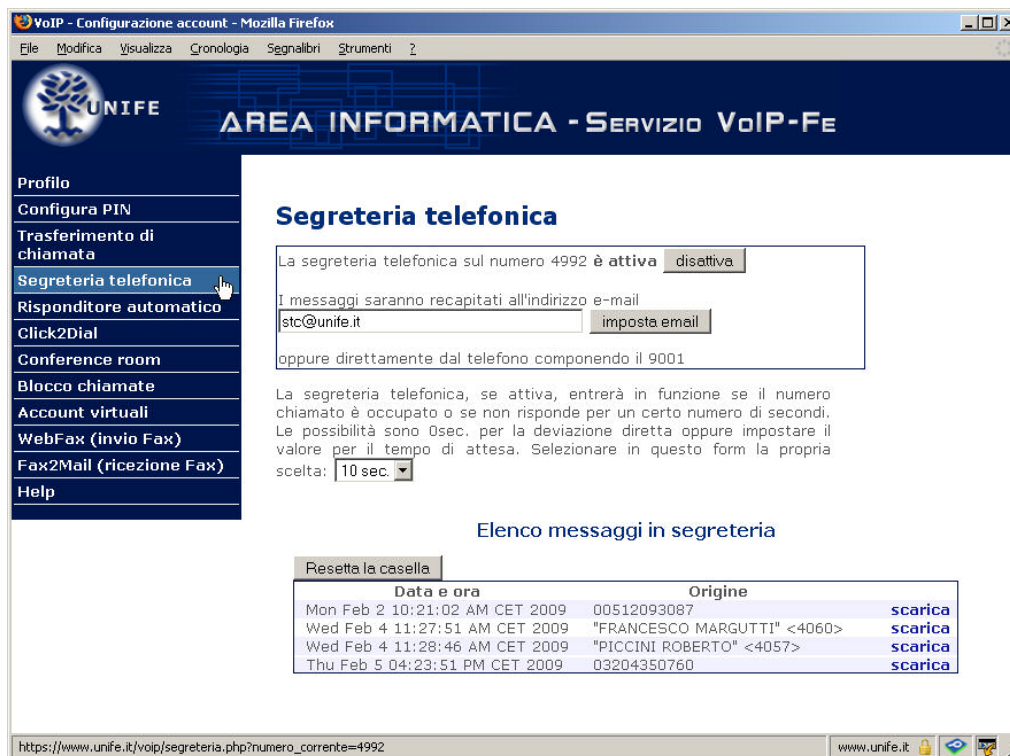 VoIP - Configurazione account - Mozilla Firefox
File Modifica Visualizza Cronologia Segnalibri Strumenti ?
UNIFE
AREA INFORMATICA - SERVIZIO VOIP-FE
Profilo
Configura PIN
Trasferimento di
chiamata
Segreteria telefonica
Risponditore automatico
Click2Dial
Conference room
Blocco chiamate
Account virtuali
WebFax (invio Fax)
Fax2Mail (ricezione Fax)
Help
Segreteria telefonica
La segreteria telefonica sul numero 4992 è attiva disattiva
I messaggi saranno recapitati all'indirizzo e-mail
stc@unife.it imposta email
oppure direttamente dal telefono componendo il 9001
La segreteria telefonica, se attiva, entrerà in funzione se il numero
chiamato è occupato o se non risponde per un certo numero di secondi.
Le possibilità sono 0sec. per la deviazione diretta oppure impostare il
valore per il tempo di attesa. Selezionare in questo form la propria
scelta: 10 sec.
Elenco messaggi in segreteria
Resetta la casella
Data e ora Origine
Mon Feb 2 10:21:02 AM CET 2009 00512093087 scarica
Wed Feb 4 11:27:51 AM CET 2009 "FRANCESCO MARGUTTI" <4060> scarica
Wed Feb 4 11:28:46 AM CET 2009 "PICCINI ROBERTO" <4057> scarica
Thu Feb 5 04:23:51 PM CET 2009 03204350760 scarica
https://www.unife.it/voip/segreteria.php?numero_corrente=4992 www.unife.it